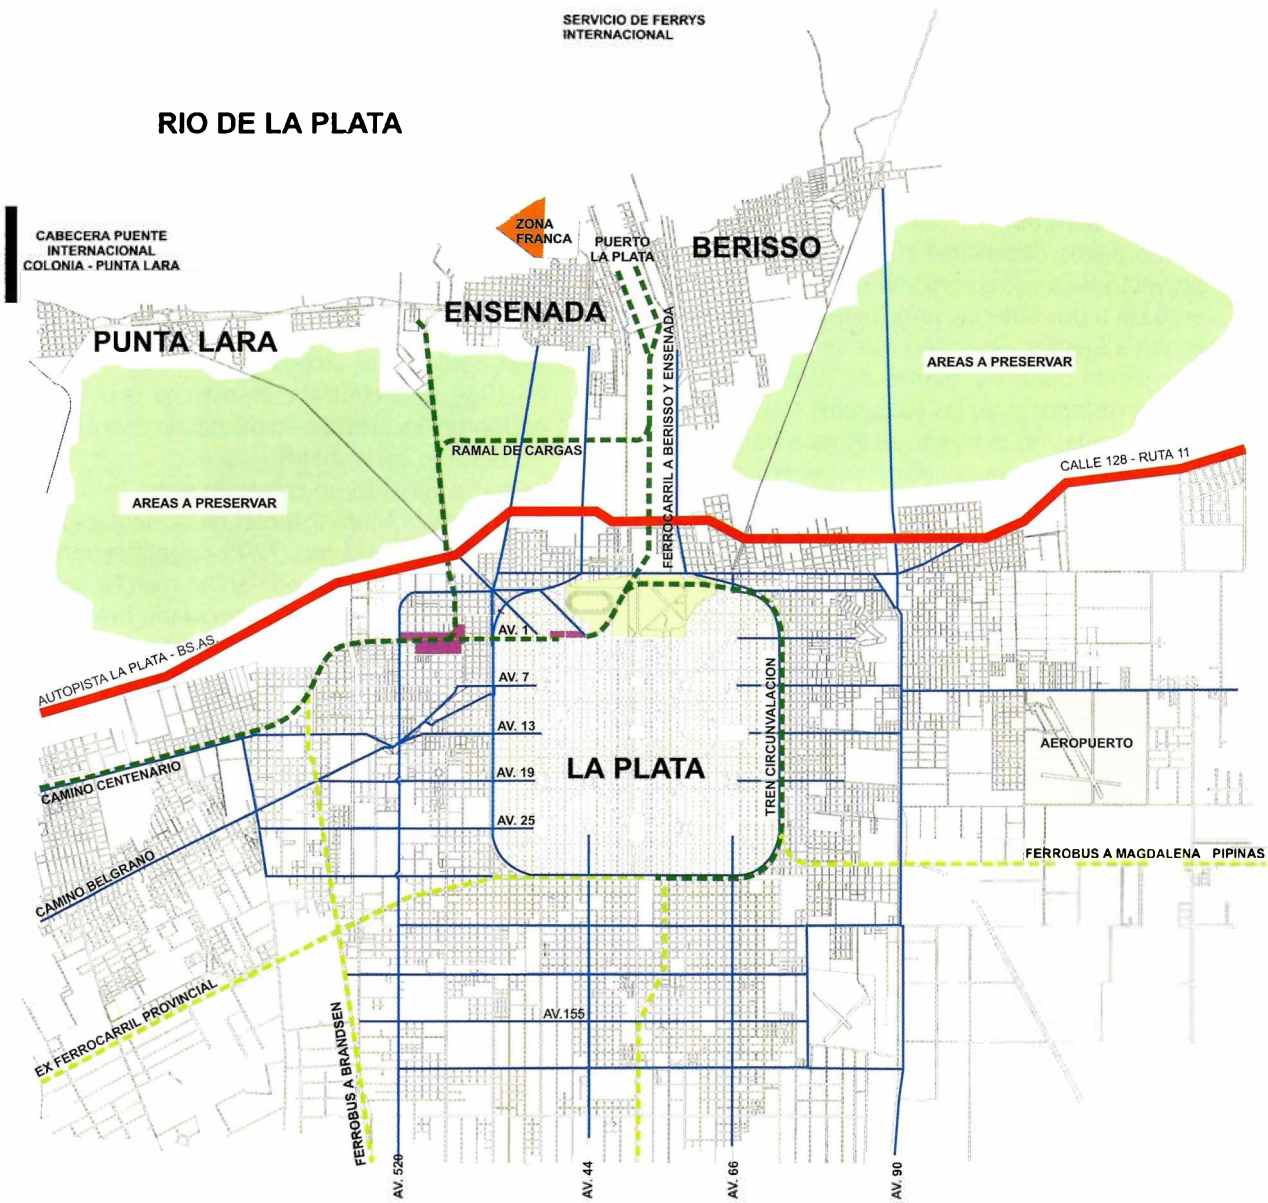 SERVICIO DE FERRYS
INTERNACIONAL
RIO DE LA PLATA
CABECERA PUENTE
INTERNACIONAL
COLONIA - PUNTA LARA
ZONA
FRANCA
PUERTO
LA PLATA
BERISSO
ENSENADA
PUNTA LARA
AREAS A PRESERVAR
FERROCARRIL A BERISSO Y ENSENADA
RAMAL DE CARGAS
CALLE 128 - RUTA 11
AREAS A PRESERVAR
AUTOPISTA LA PLATA - BS.AS.
AV. 1
AV. 7
AV. 13
AV. 19
AV. 25
LA PLATA
TREN CIRCUNVALACION
AEROPUERTO
CAMINO CENTENARIO
CAMINO BELGRANO
FERROBUS A MAGDALENA PIPINAS
EX FERROCARRIL PROVINCIAL
FERROBUS A BRANDSEN
AV.155
AV. 520
AV. 44
AV. 66
AV. 90